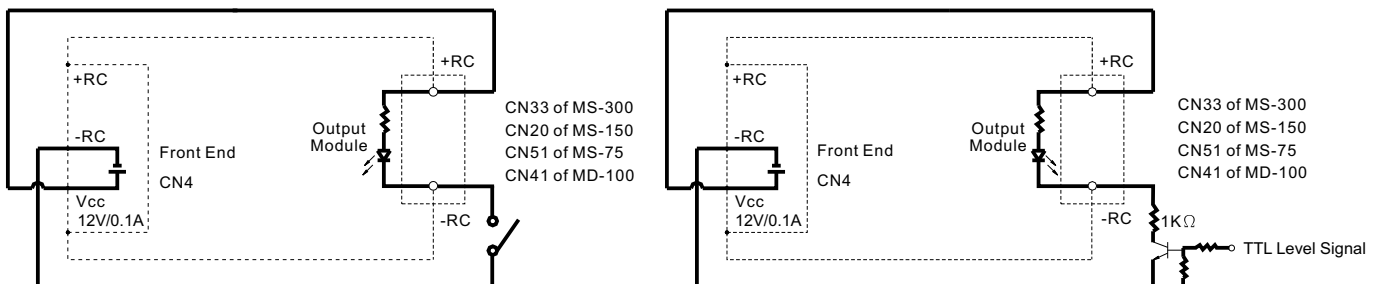 +RC
+RC
-RC
Front End
CN4
Vcc
12V/0.1A
Output
Module
-RC
CN33 of MS-300
CN20 of MS-150
CN51 of MS-75
CN41 of MD-100
+RC
+RC
-RC
Front End
CN4
Vcc
12V/0.1A
Output
Module
-RC
CN33 of MS-300
CN20 of MS-150
CN51 of MS-75
CN41 of MD-100
1KΩ
TTL Level Signal